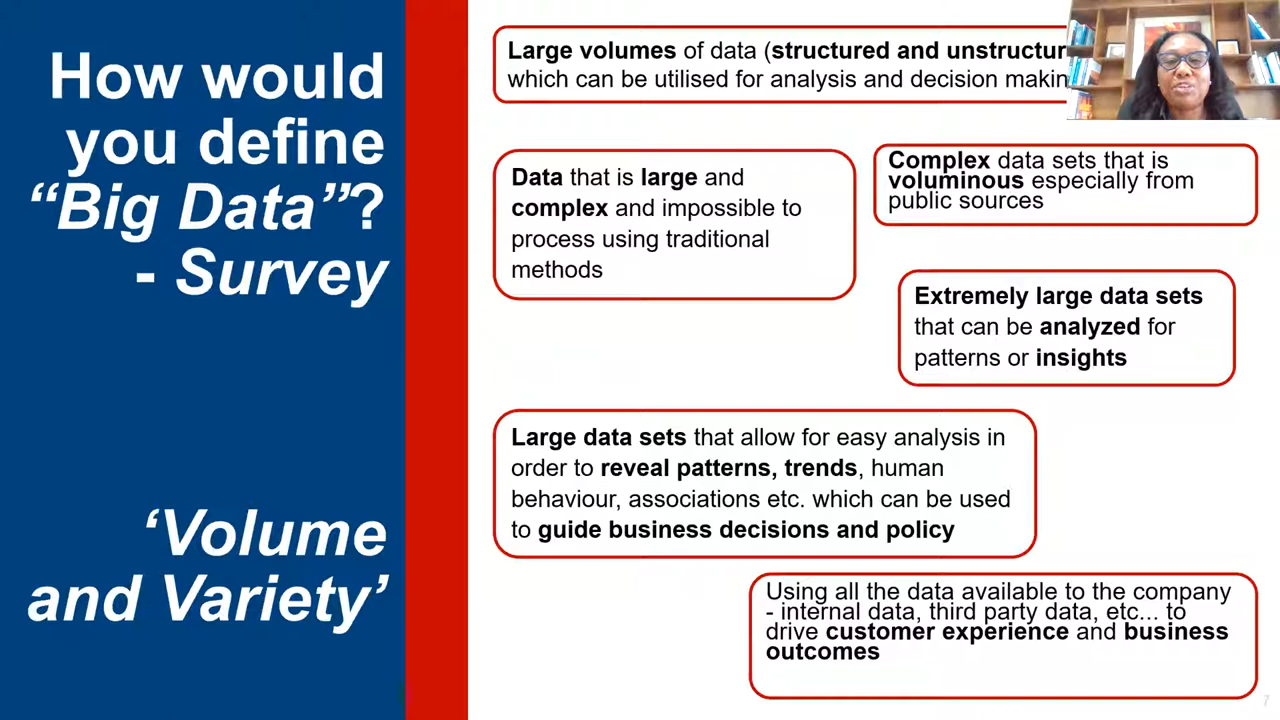 How would
you define
“Big Data”?
- Survey
‘Volume
and Variety’
Large volumes of data (structured and
which can be utilised for analysis and decision
Data that is large and
complex and impossible to
process using traditional
methods
Complex data sets that is
voluminous especially from
public sources
Extremely large data sets
that can be analyzed for
patterns or insights
Large data sets that allow for easy analysis in
order to reveal patterns, trends, human
behaviour, associations etc. which can be used
to guide business decisions and policy
Using all the data available to the company
- internal data, third party data, etc... to
drive customer experience and business
outcomes
7